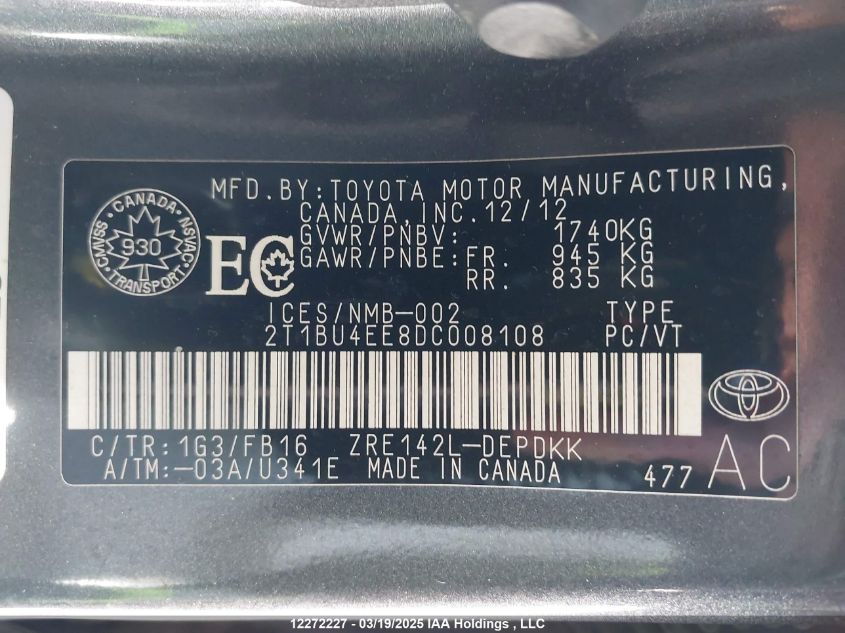 MFD.BY:TOYOTA MOTOR MANUFACTURING,
CANADA,INC.12/12
GVWR/PNBV: 1740KG
GAWR/PNBE:FR. 945 KG
RR. 835 KG
CANADA
CMVSS
930
NSVAC
TRANSPORT
EC
ICES/NMB-002 TYPE
2T1BU4EE8DC008108 PC/VT
C/TR:1G3/FB16 ZRE142L-DEPDKK
A/TM:-03A/U341E MADE IN CANADA 477 AC
12272227 - 03/19/2025 IAA Holdings , LLC